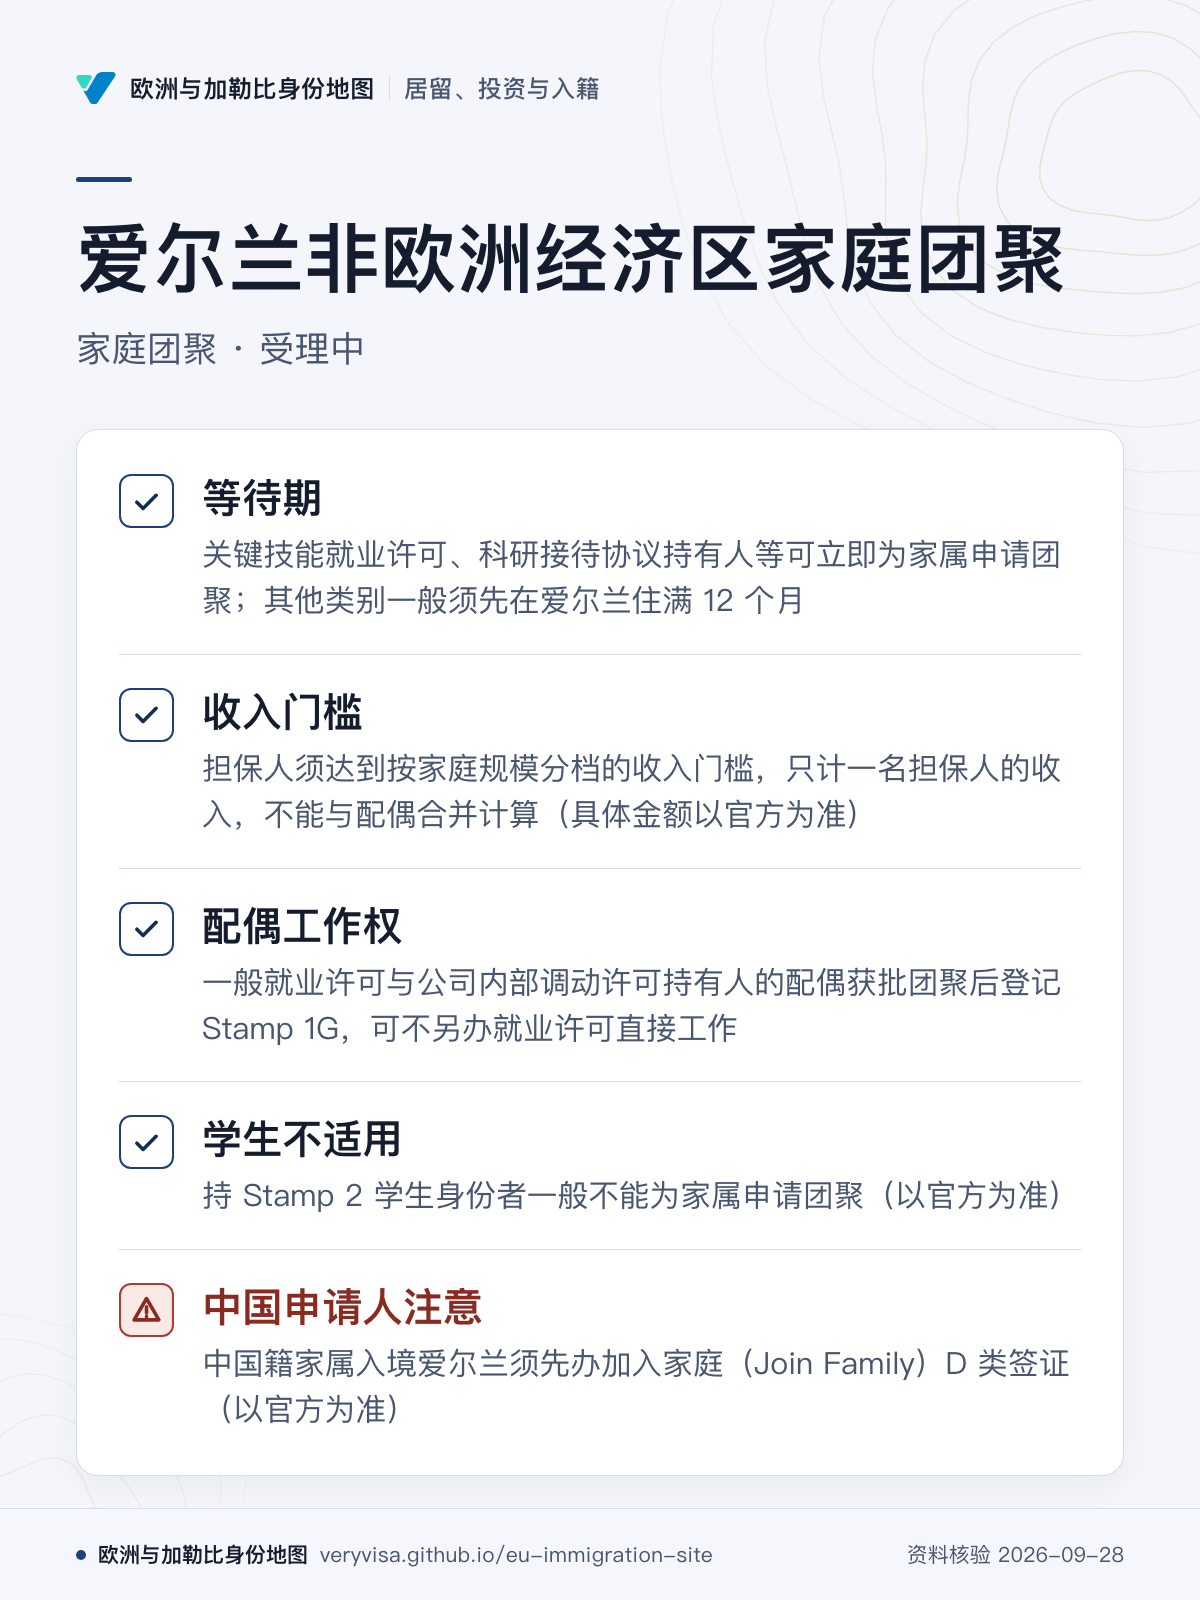 欧洲与加勒比身份地图 居留、投资与入籍
爱尔兰非欧洲经济区家庭团聚
家庭团聚 · 受理中
等待期
关键技能就业许可、科研接待协议持有人等可立即为家属申请团
聚；其他类别一般须先在爱尔兰住满 12 个月
收入门槛
担保人须达到按家庭规模分档的收入门槛，只计一名担保人的收
入，不能与配偶合并计算（具体金额以官方为准）
配偶工作权
一般就业许可与公司内部调动许可持有人的配偶获批团聚后登记
Stamp 1G，可不另办就业许可直接工作
学生不适用
持 Stamp 2 学生身份者一般不能为家属申请团聚（以官方为准）
中国申请人注意
中国籍家属入境爱尔兰须先办加入家庭（Join Family）D 类签证
（以官方为准）
欧洲与加勒比身份地图 veryvisa.github.io/eu-immigration-site 资料核验 2026-09-28